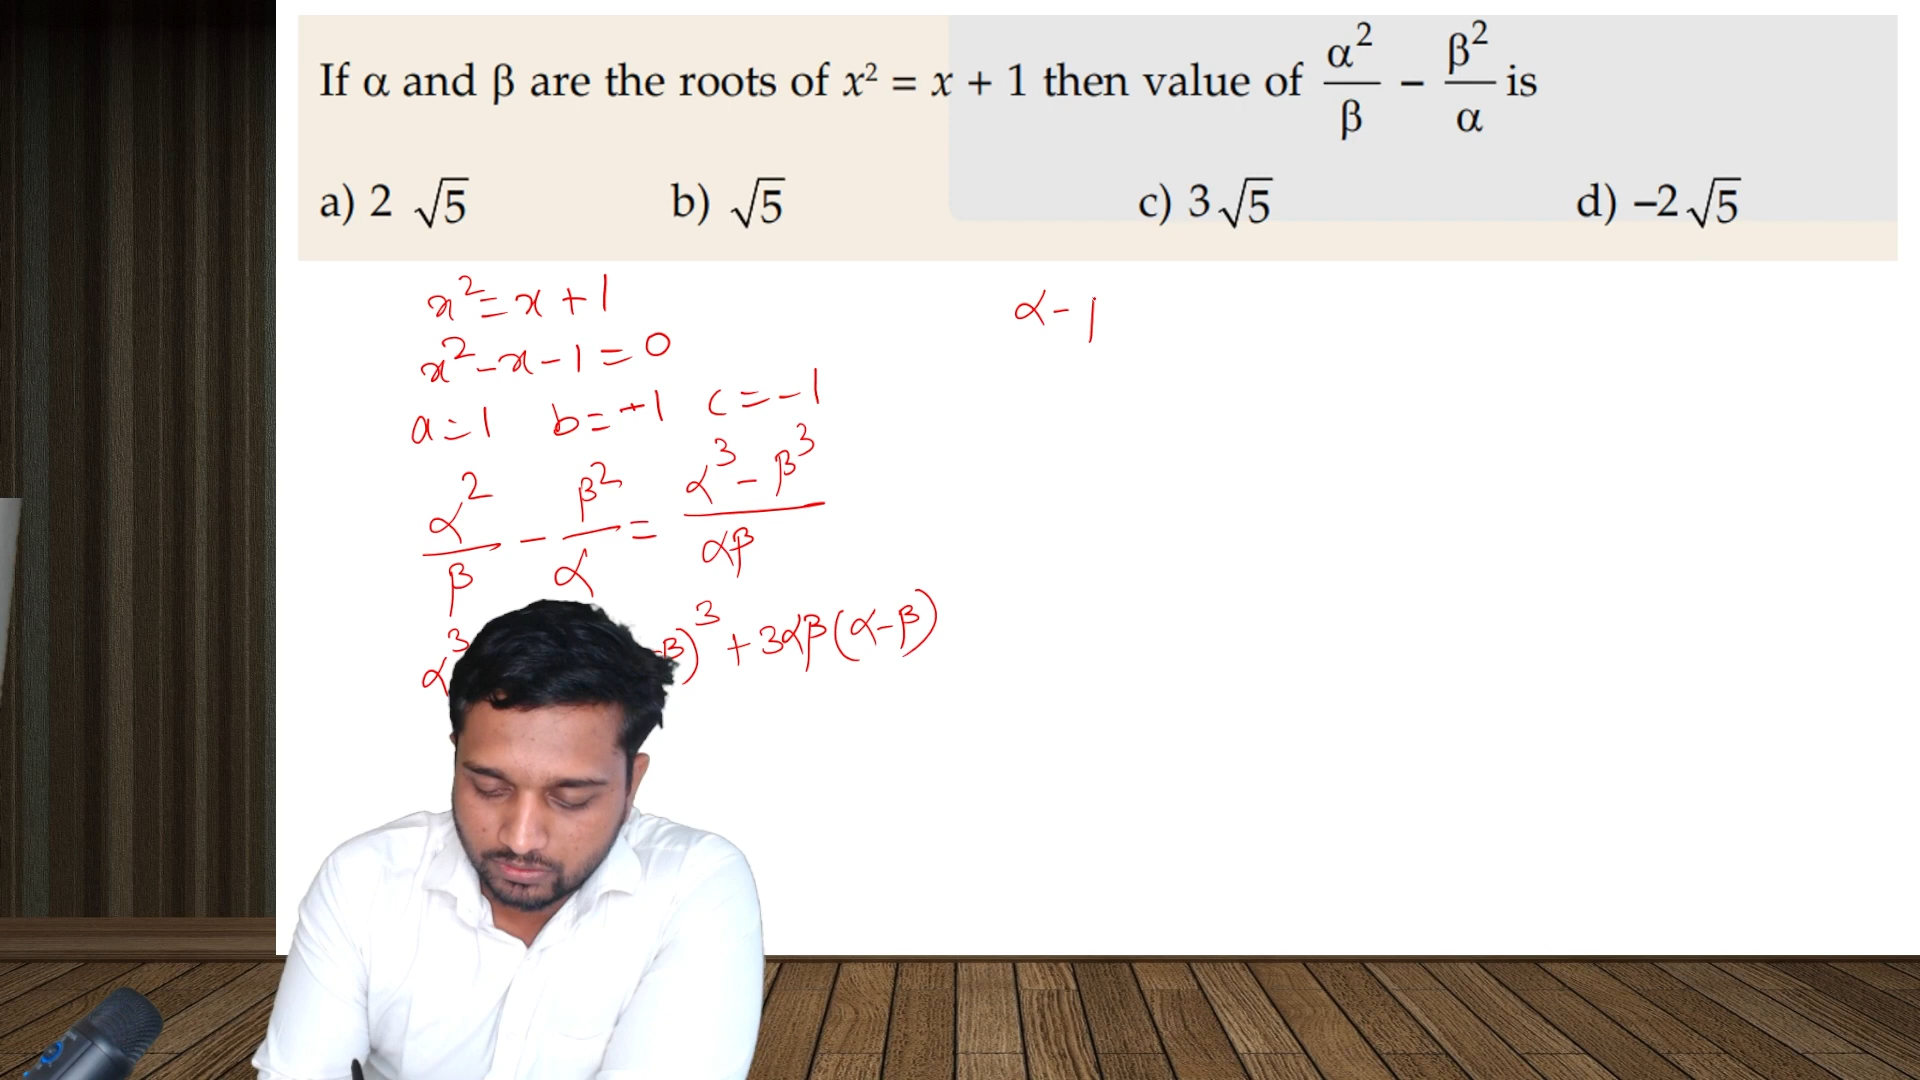 If α and β are the roots of x² = x + 1 then value of α²/β – β²/α is
a) 2 √5 b) √5 c) 3√5 d) –2√5
x² = x + 1
x² - x - 1 = 0
a = 1 b = +1 c = -1
α²/β - β²/α = α³ - β³/αβ
α³ β)³ + 3αβ(α-β)
α -